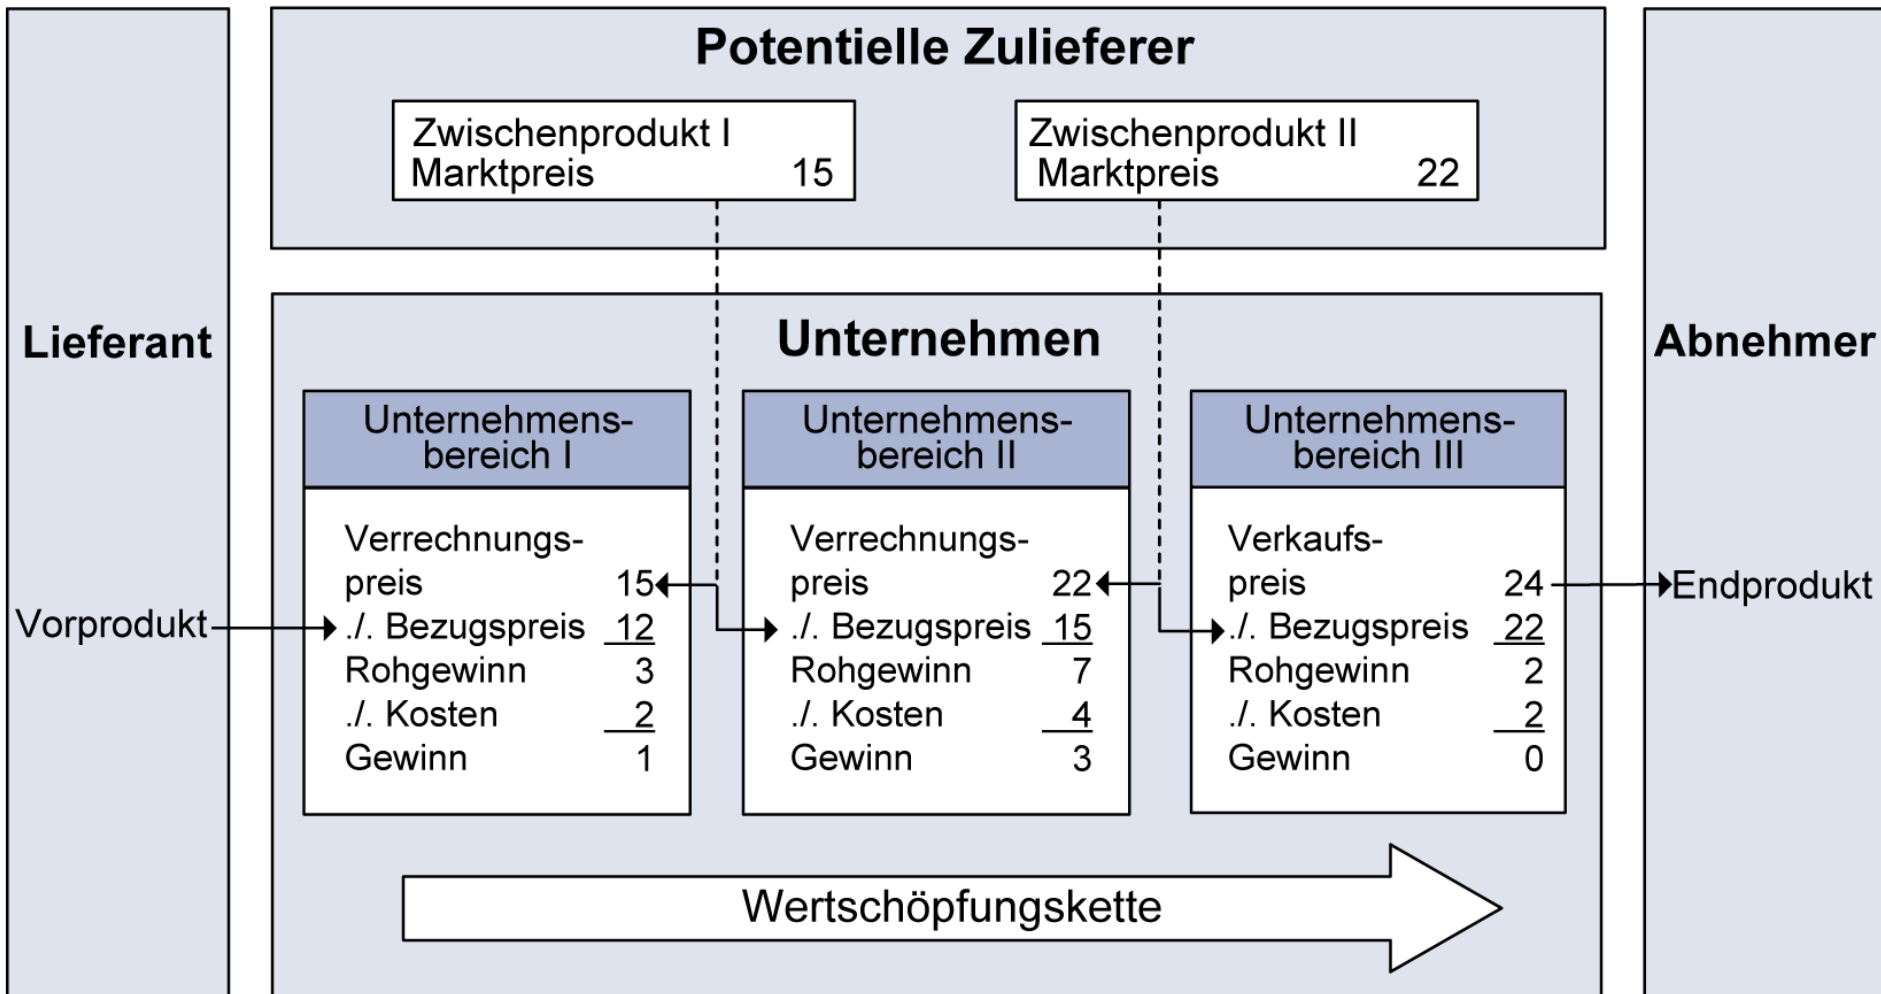 Potentielle Zulieferer
Zwischenprodukt I
Marktpreis 15
Zwischenprodukt II
Marktpreis 22
Lieferant
Vorprodukt
Unternehmen
Unternehmens-
bereich I
Verrechnungs-
preis 15
./. Bezugspreis 12
Rohgewinn 3
./. Kosten 2
Gewinn 1
Unternehmens-
bereich II
Verrechnungs-
preis 22
./. Bezugspreis 15
Rohgewinn 7
./. Kosten 4
Gewinn 3
Unternehmens-
bereich III
Verkaufs-
preis 24
./. Bezugspreis 22
Rohgewinn 2
./. Kosten 2
Gewinn 0
Wertschöpfungskette
Abnehmer
Endprodukt